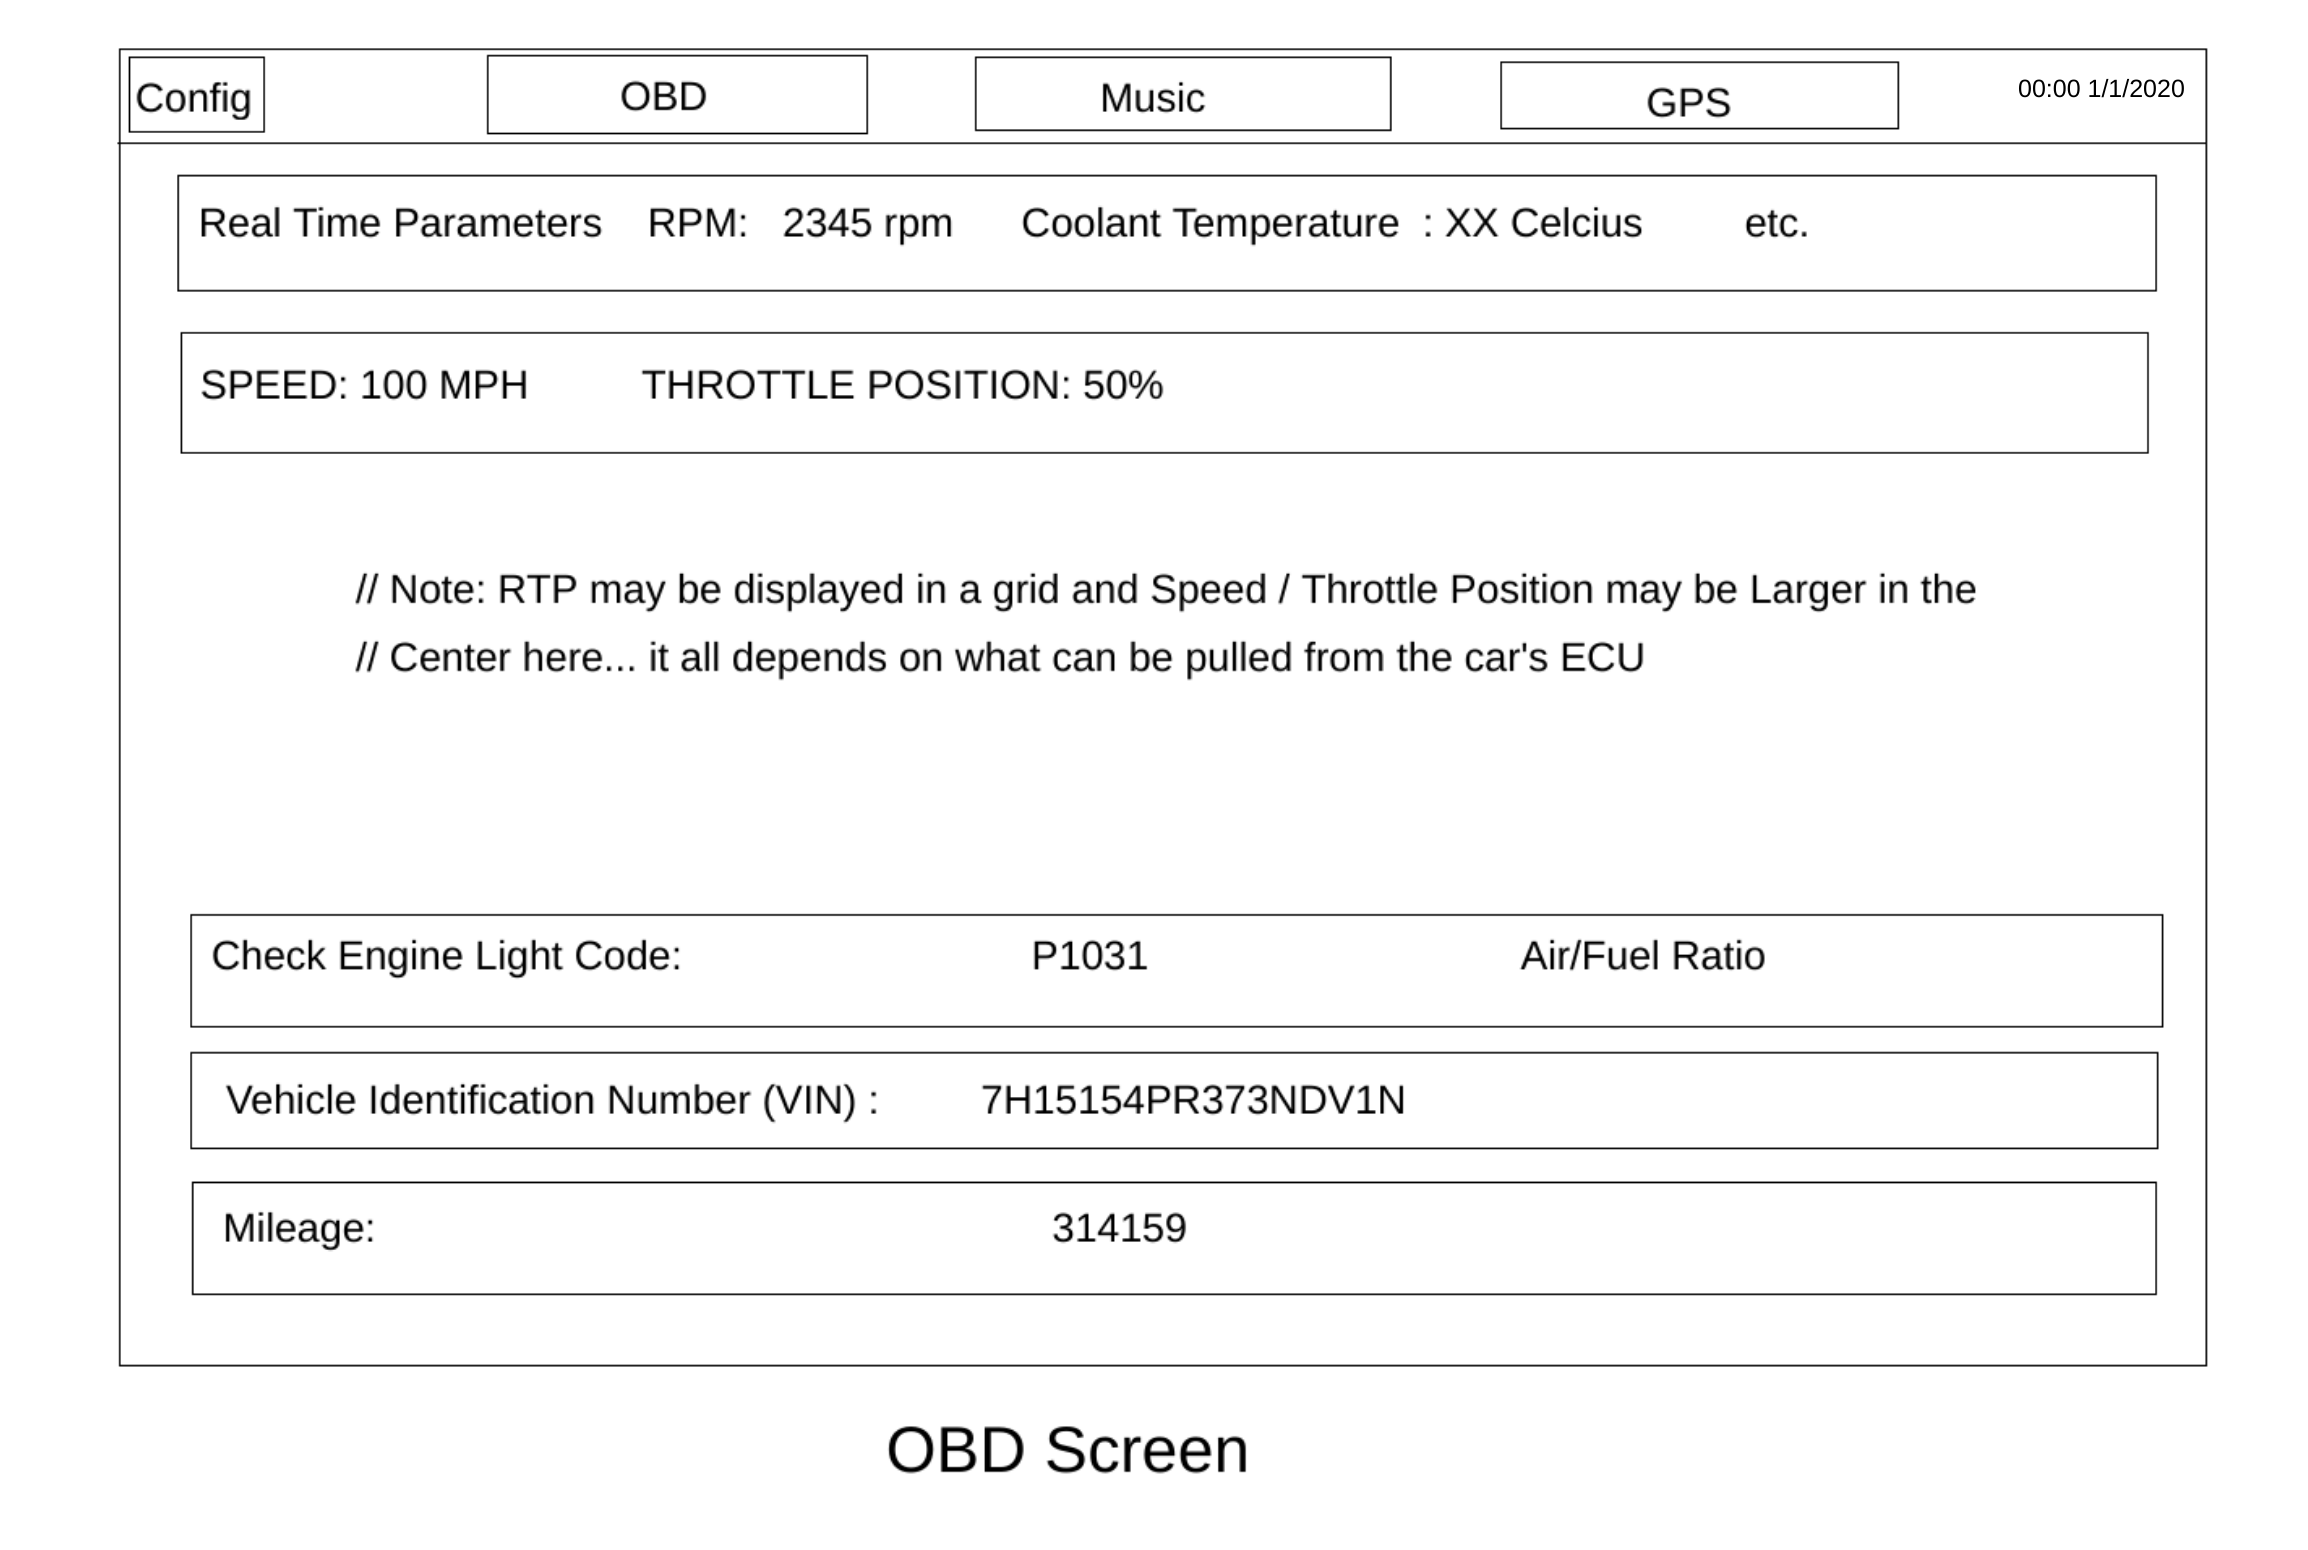 Config OBD Music GPS 00:00 1/1/2020
Real Time Parameters RPM: 2345 rpm Coolant Temperature : XX Celcius etc.
SPEED: 100 MPH THROTTLE POSITION: 50%
// Note: RTP may be displayed in a grid and Speed / Throttle Position may be Larger in the
// Center here... it all depends on what can be pulled from the car's ECU
Check Engine Light Code: P1031 Air/Fuel Ratio
Vehicle Identification Number (VIN) : 7H15154PR373NDV1N
Mileage: 314159
OBD Screen